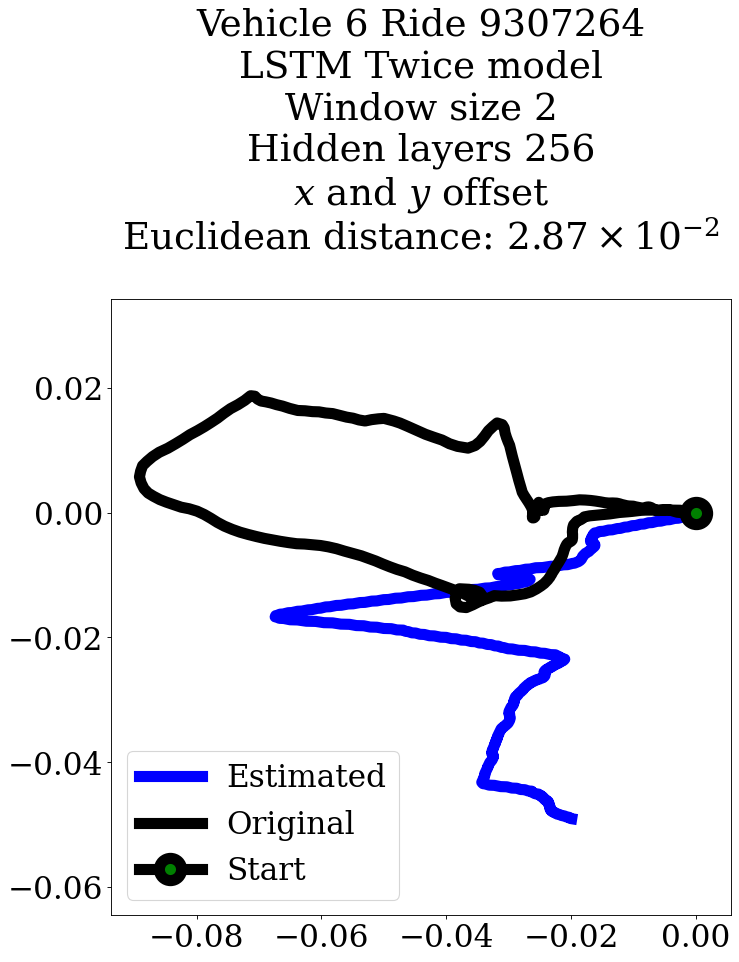 Vehicle 6 Ride 9307264
LSTM Twice model
Window size 2
Hidden layers 256
x and y offset
Euclidean distance: 2.87 × 10⁻²
0.02
0.00
−0.02
−0.04
−0.06
Estimated
Original
Start
−0.08
−0.06
−0.04
−0.02
0.00